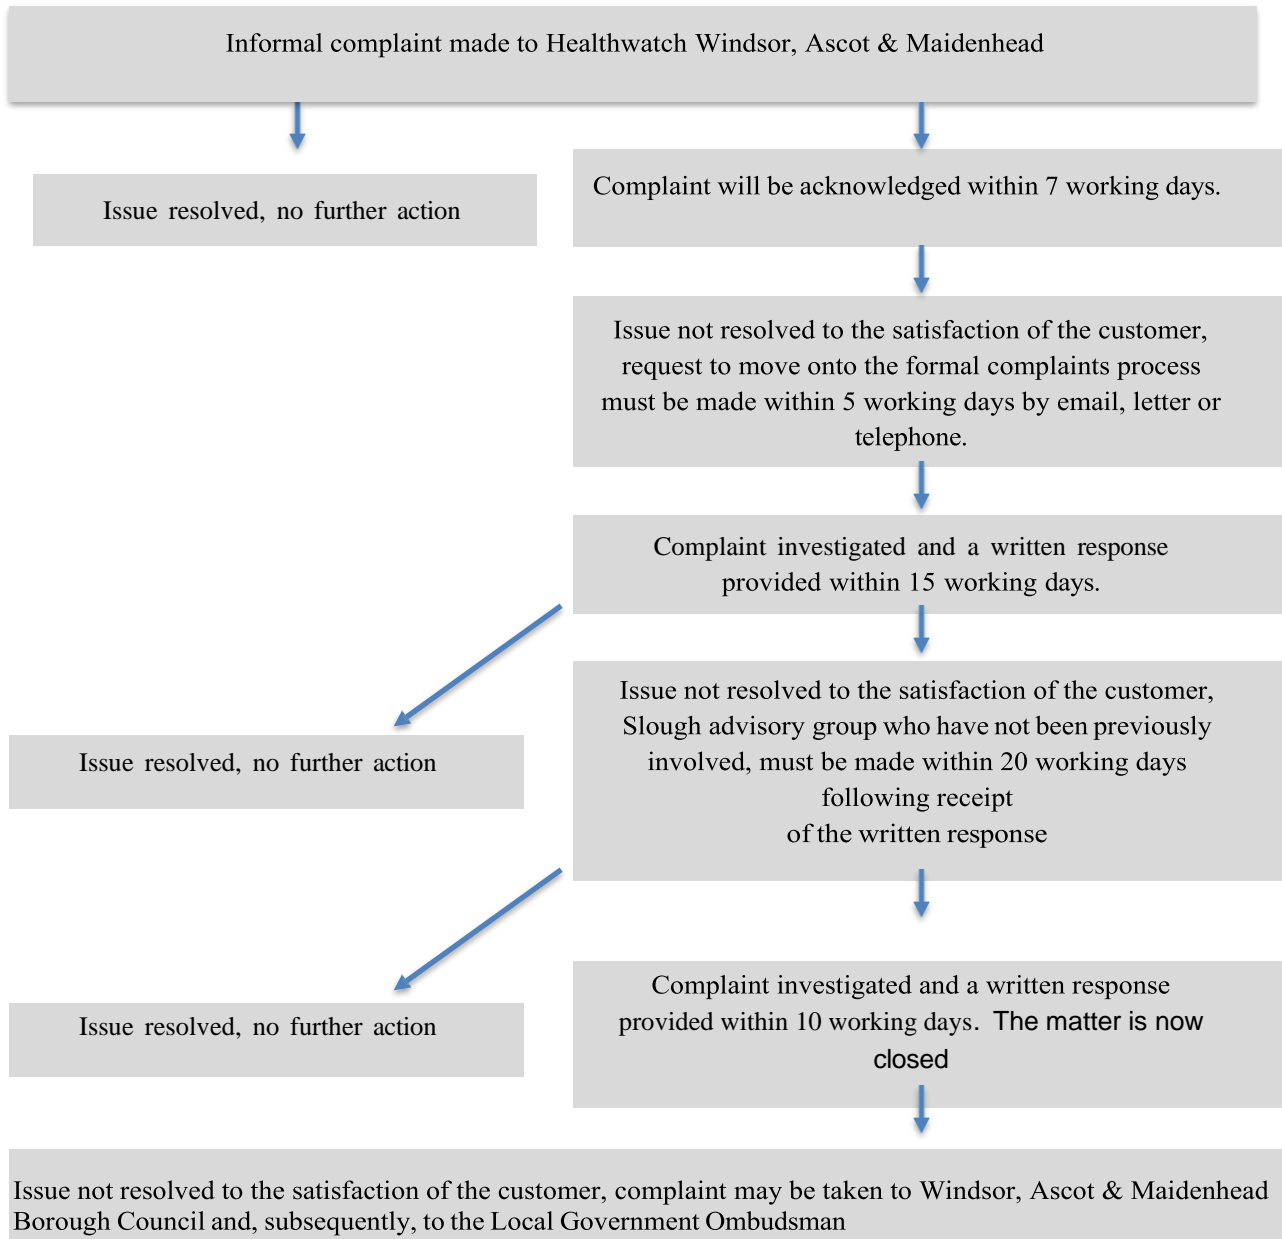 Informal complaint made to Healthwatch Windsor, Ascot & Maidenhead
Issue resolved, no further action
Complaint will be acknowledged within 7 working days.
Issue not resolved to the satisfaction of the customer,
request to move onto the formal complaints process
must be made within 5 working days by email, letter or
telephone.
Complaint investigated and a written response
provided within 15 working days.
Issue resolved, no further action
Issue not resolved to the satisfaction of the customer,
Slough advisory group who have not been previously
involved, must be made within 20 working days
following receipt
of the written response
Issue resolved, no further action
Complaint investigated and a written response
provided within 10 working days. The matter is now
closed
Issue not resolved to the satisfaction of the customer, complaint may be taken to Windsor, Ascot & Maidenhead
Borough Council and, subsequently, to the Local Government Ombudsman